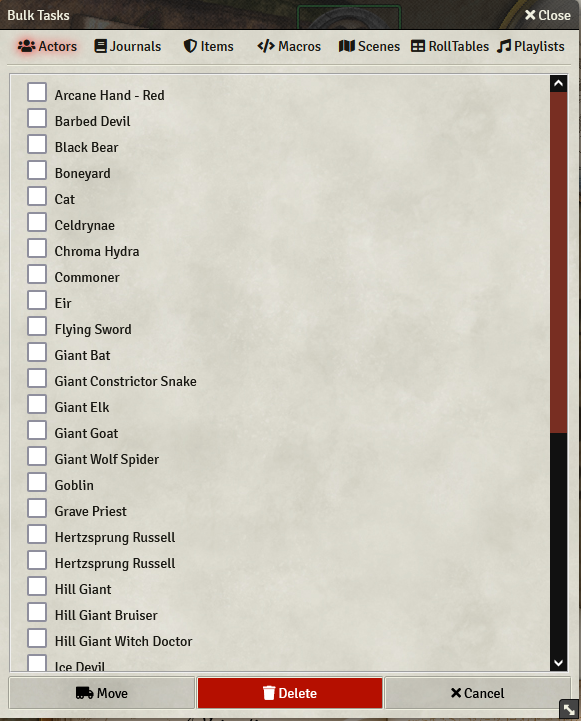 Bulk Tasks Close
Actors Journals Items Macros Scenes RollTables Playlists
Arcane Hand - Red
Barbed Devil
Black Bear
Boneyard
Cat
Celdrynae
Chroma Hydra
Commoner
Eir
Flying Sword
Giant Bat
Giant Constrictor Snake
Giant Elk
Giant Goat
Giant Wolf Spider
Goblin
Grave Priest
Hertzsprung Russell
Hertzsprung Russell
Hill Giant
Hill Giant Bruiser
Hill Giant Witch Doctor
Ice Devil
Move Delete Cancel